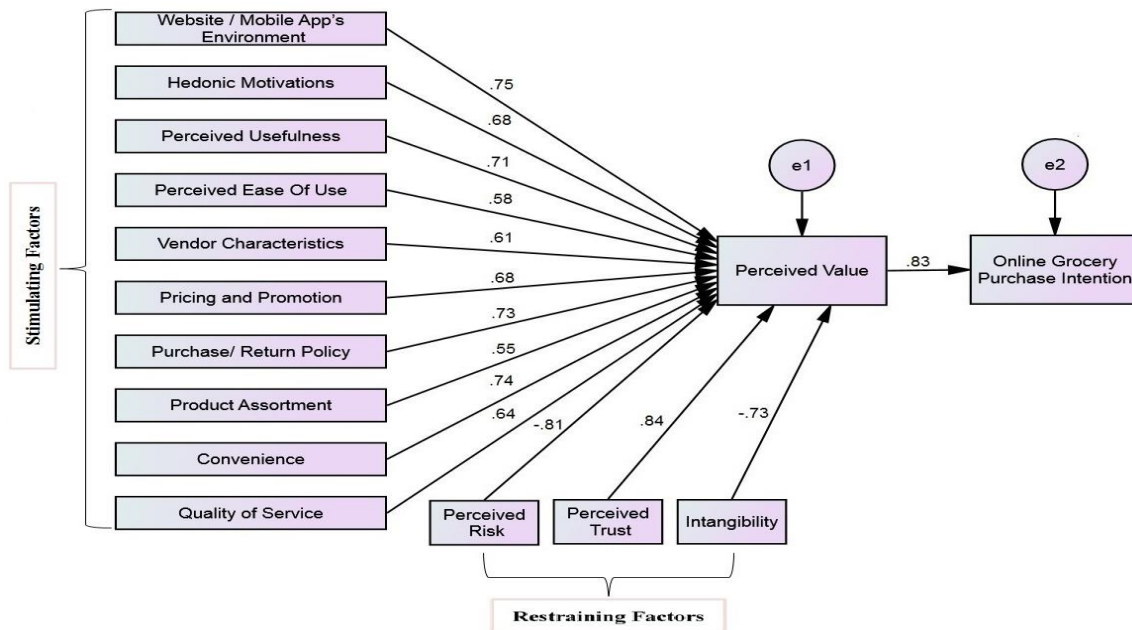 Website / Mobile App's
Environment
Hedonic Motivations
Perceived Usefulness
Perceived Ease Of Use
Vendor Characteristics
Pricing and Promotion
Purchase/ Return Policy
Product Assortment
Convenience
Quality of Service
Stimulating Factors
.75
.68
.71
.58
.61
.68
.73
.55
.74
.64
-.81
.84
-.73
e1
Perceived Value
.83
e2
Online Grocery
Purchase Intention
Perceived
Risk
Perceived
Trust
Intangibility
Restraining Factors